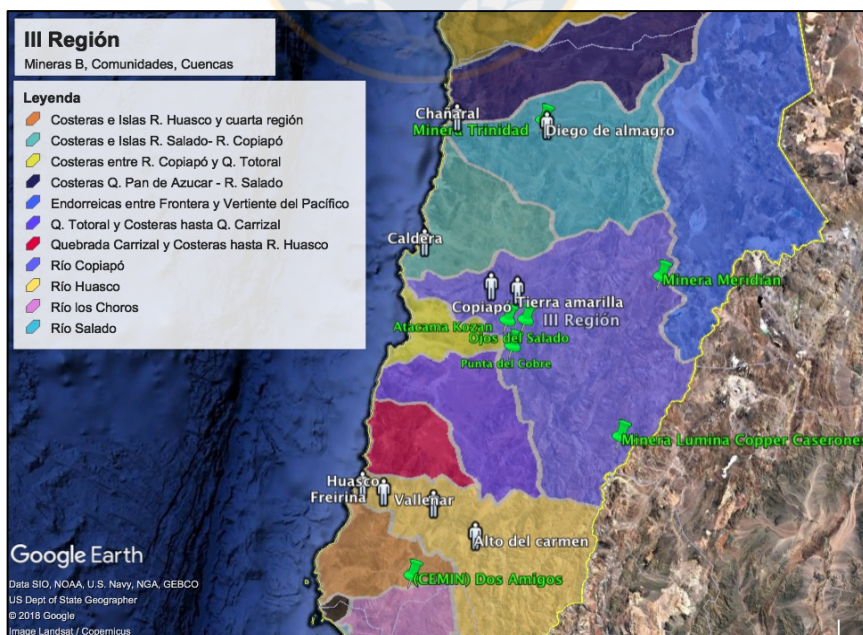 III Región
Mineras B, Comunidades, Cuencas
Leyenda
Costeras e Islas R. Huasco y cuarta región
Costeras e Islas R. Salado- R. Copiapó
Costeras entre R. Copiapó y Q. Totoral
Costeras Q. Pan de Azucar - R. Salado
Endorreicas entre Frontera y Vertiente del Pacífico
Q. Totoral y Costeras hasta Q. Carrizal
Quebrada Carrizal y Costeras hasta R. Huasco
Río Copiapó
Río Huasco
Río los Choros
Río Salado
Chañaral
Minera Trinidad
Diego de almagro
Caldera
Minera Meridian
Copiapó
Tierra amarilla
Atacama Kozan
III Región
Ojos del Salado
Punta del Cobre
Minera Lumina Copper Caserones
Huasco
Freirina
Vallenar
Alto del carmen
(CEMIN) Dos Amigos
Google Earth
Data SIO, NOAA, U.S. Navy, NGA, GEBCO
US Dept of State Geographer
© 2018 Google
Image Landsat / Copernicus